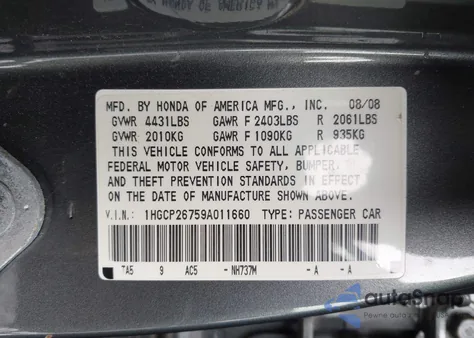 MFD. BY HONDA OF AMERICA MFG., INC. 08/08
GVWR 4431LBS GAWR F 2403LBS R 2061LBS
GVWR 2010KG GAWR F 1090KG R 935KG
THIS VEHICLE CONFORMS TO ALL APPLICABLE
FEDERAL MOTOR VEHICLE SAFETY, BUMPER,
AND THEFT PREVENTION STANDARDS IN EFFECT
ON THE DATE OF MANUFACTURE SHOWN ABOVE.
V.I.N.: 1HGCP26759A011660 TYPE: PASSENGER CAR
TA5 9 AC5 - NH737M - A - A
autoSnap
Pewne auta z